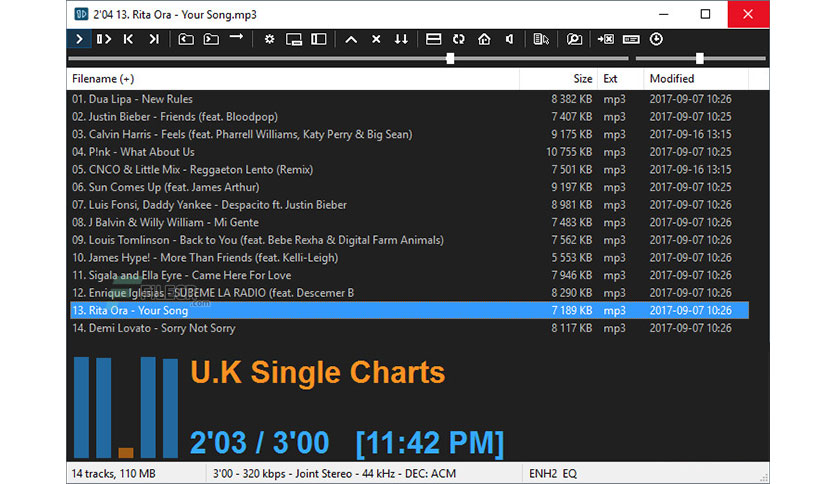 2'04 13. Rita Ora - Your Song.mp3
Filename (+) Size Ext Modified
01. Dua Lipa - New Rules 8 382 KB mp3 2017-09-07 10:26
02. Justin Bieber - Friends (feat. Bloodpop) 7 407 KB mp3 2017-09-07 10:25
03. Calvin Harris - Feels (feat. Pharrell Williams, Katy Perry & Big Sean) 9 175 KB mp3 2017-09-16 13:15
04. P!nk - What About Us 10 755 KB mp3 2017-09-07 10:25
05. CNCO & Little Mix - Reggaeton Lento (Remix) 7 501 KB mp3 2017-09-16 13:15
06. Sun Comes Up (feat. James Arthur) 9 197 KB mp3 2017-09-07 10:25
07. Luis Fonsi, Daddy Yankee - Despacito ft. Justin Bieber 8 981 KB mp3 2017-09-07 10:26
08. J Balvin & Willy William - Mi Gente 7 483 KB mp3 2017-09-07 10:26
09. Louis Tomlinson - Back to You (feat. Bebe Rexha & Digital Farm Animals) 7 562 KB mp3 2017-09-07 10:26
10. James Hype! - More Than Friends (feat. Kelli-Leigh) 5 553 KB mp3 2017-09-07 10:26
11. Sigala and Ella Eyre - Came Here For Love 7 946 KB mp3 2017-09-07 10:26
12. Enrique Iglesias - SUBEME LA RADIO (feat. Descemer B 8 290 KB mp3 2017-09-07 10:26
13. Rita Ora - Your Song 7 189 KB mp3 2017-09-07 10:26
14. Demi Lovato - Sorry Not Sorry 8 117 KB mp3 2017-09-07 10:26
U.K Single Charts
2'03 / 3'00 [11:42 PM]
14 tracks, 110 MB 3'00 - 320 kbps - Joint Stereo - 44 kHz - DEC: ACM ENH2 EQ